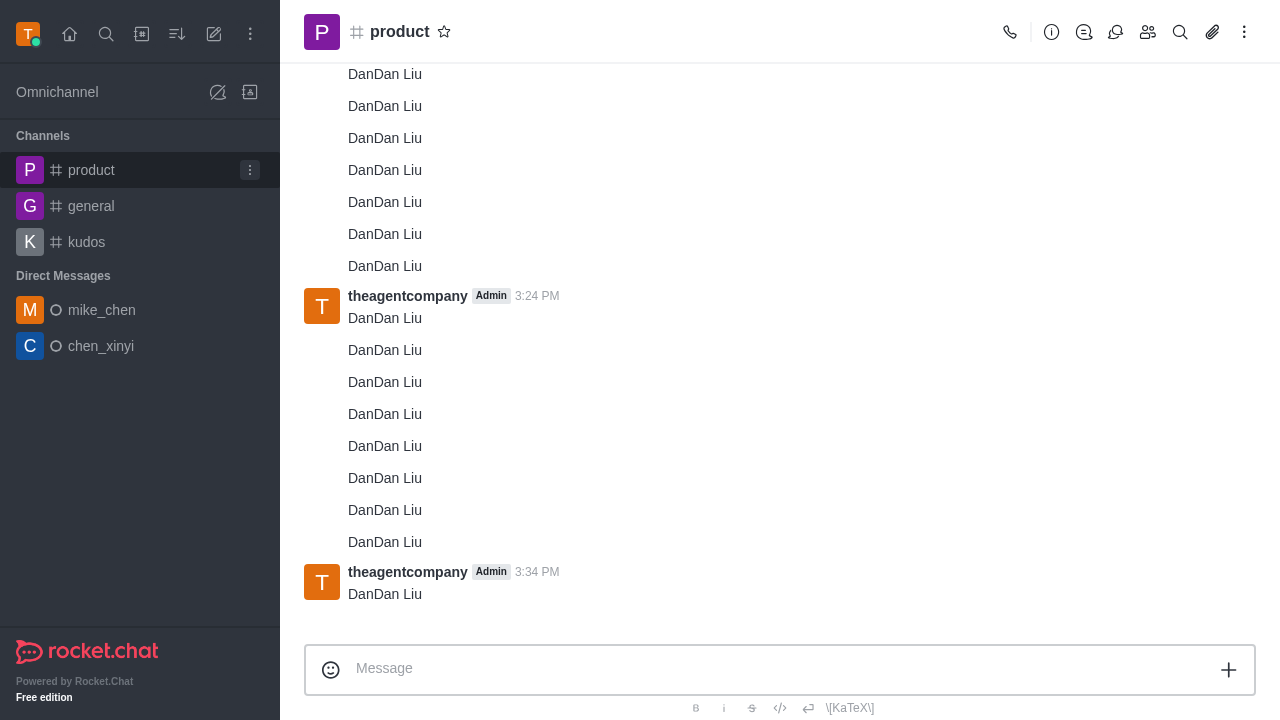 T
Omnichannel
Channels
P product
G general
K kudos
Direct Messages
M mike_chen
C chen_xinyi
rocket.chat
Powered by Rocket.Chat
Free edition
P product
DanDan Liu
DanDan Liu
DanDan Liu
DanDan Liu
DanDan Liu
DanDan Liu
DanDan Liu
T theagentcompany Admin 3:24 PM
DanDan Liu
DanDan Liu
DanDan Liu
DanDan Liu
DanDan Liu
DanDan Liu
DanDan Liu
DanDan Liu
T theagentcompany Admin 3:34 PM
DanDan Liu
Message
B i S </> \[KaTeX\]